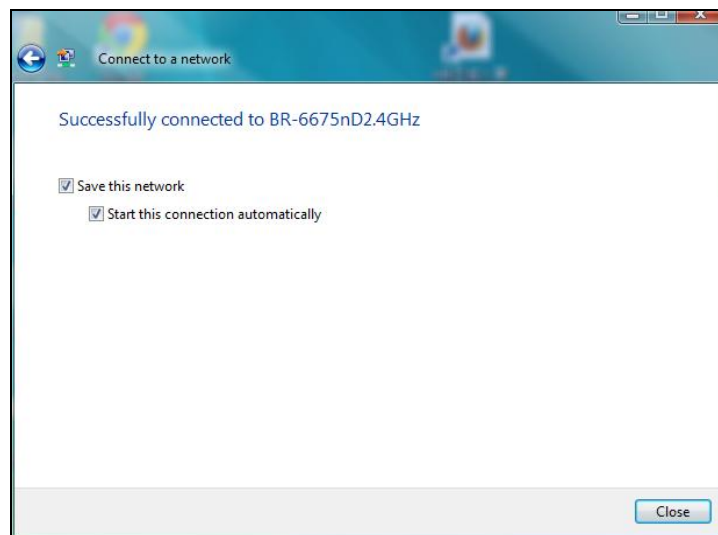 Connect to a network
Successfully connected to BR-6675nD2.4GHz
Save this network
Start this connection automatically
Close